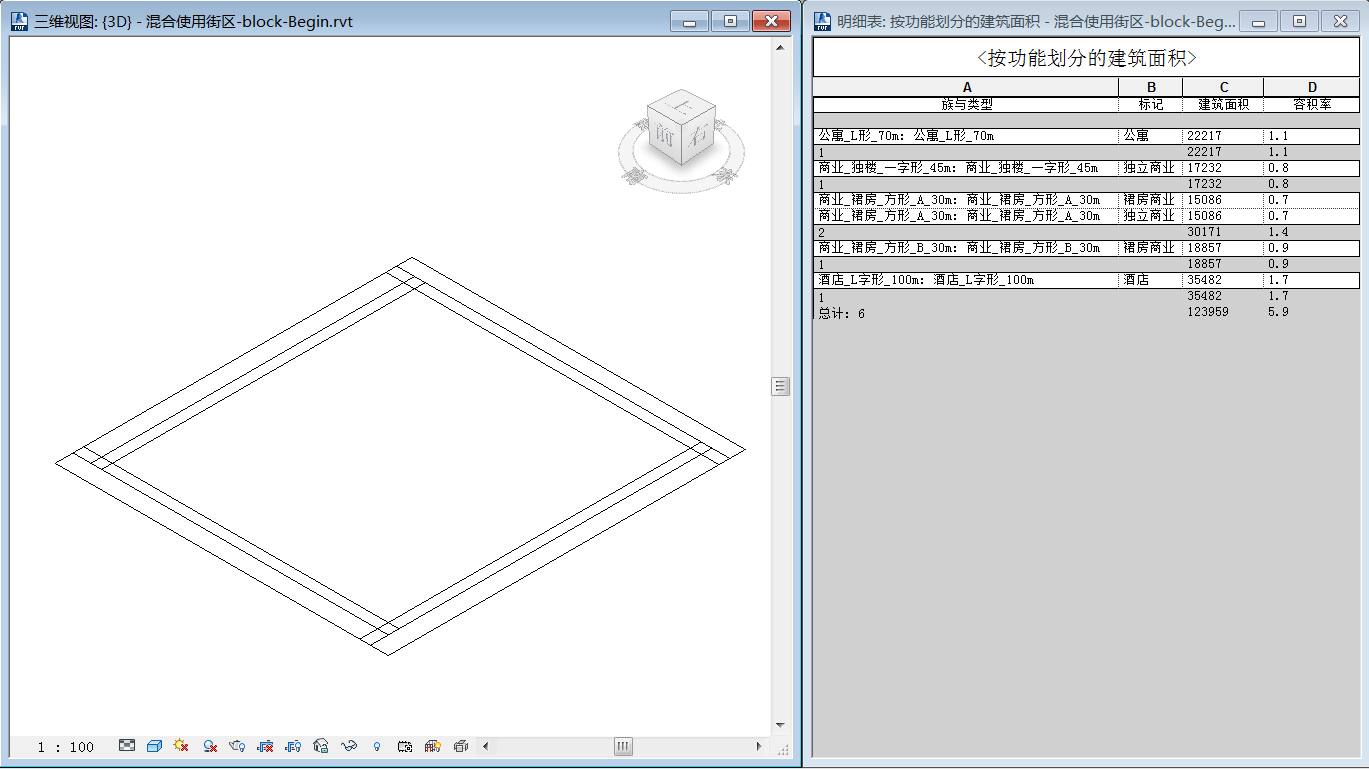 三维视图: {3D} - 混合使用街区-block-Begin.rvt
上
前 右
1 : 100
明细表: 按功能划分的建筑面积 - 混合使用街区-block-Beg...
<按功能划分的建筑面积>
A B C D
族与类型 标记 建筑面积 容积率
公寓_L形_70m: 公寓_L形_70m 公寓 22217 1.1
1 22217 1.1
商业_独楼_一字形_45m: 商业_独楼_一字形_45m 独立商业 17232 0.8
1 17232 0.8
商业_裙房_方形_A_30m: 商业_裙房_方形_A_30m 裙房商业 15086 0.7
商业_裙房_方形_A_30m: 商业_裙房_方形_A_30m 独立商业 15086 0.7
2 30171 1.4
商业_裙房_方形_B_30m: 商业_裙房_方形_B_30m 裙房商业 18857 0.9
1 18857 0.9
酒店_L字形_100m: 酒店_L字形_100m 酒店 35482 1.7
1 35482 1.7
总计: 6 123959 5.9